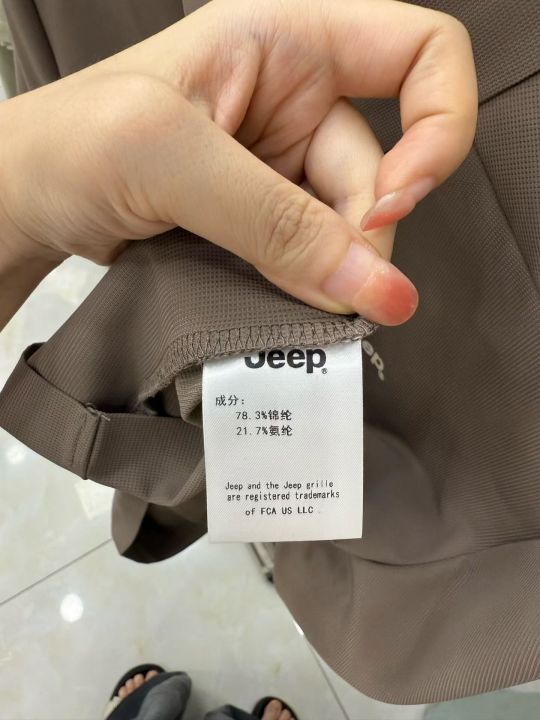 Jeep®
成分:
78.3%锦纶
21.7%氨纶
Jeep and the Jeep grille
are registered trademarks
of FCA US LLC
eep